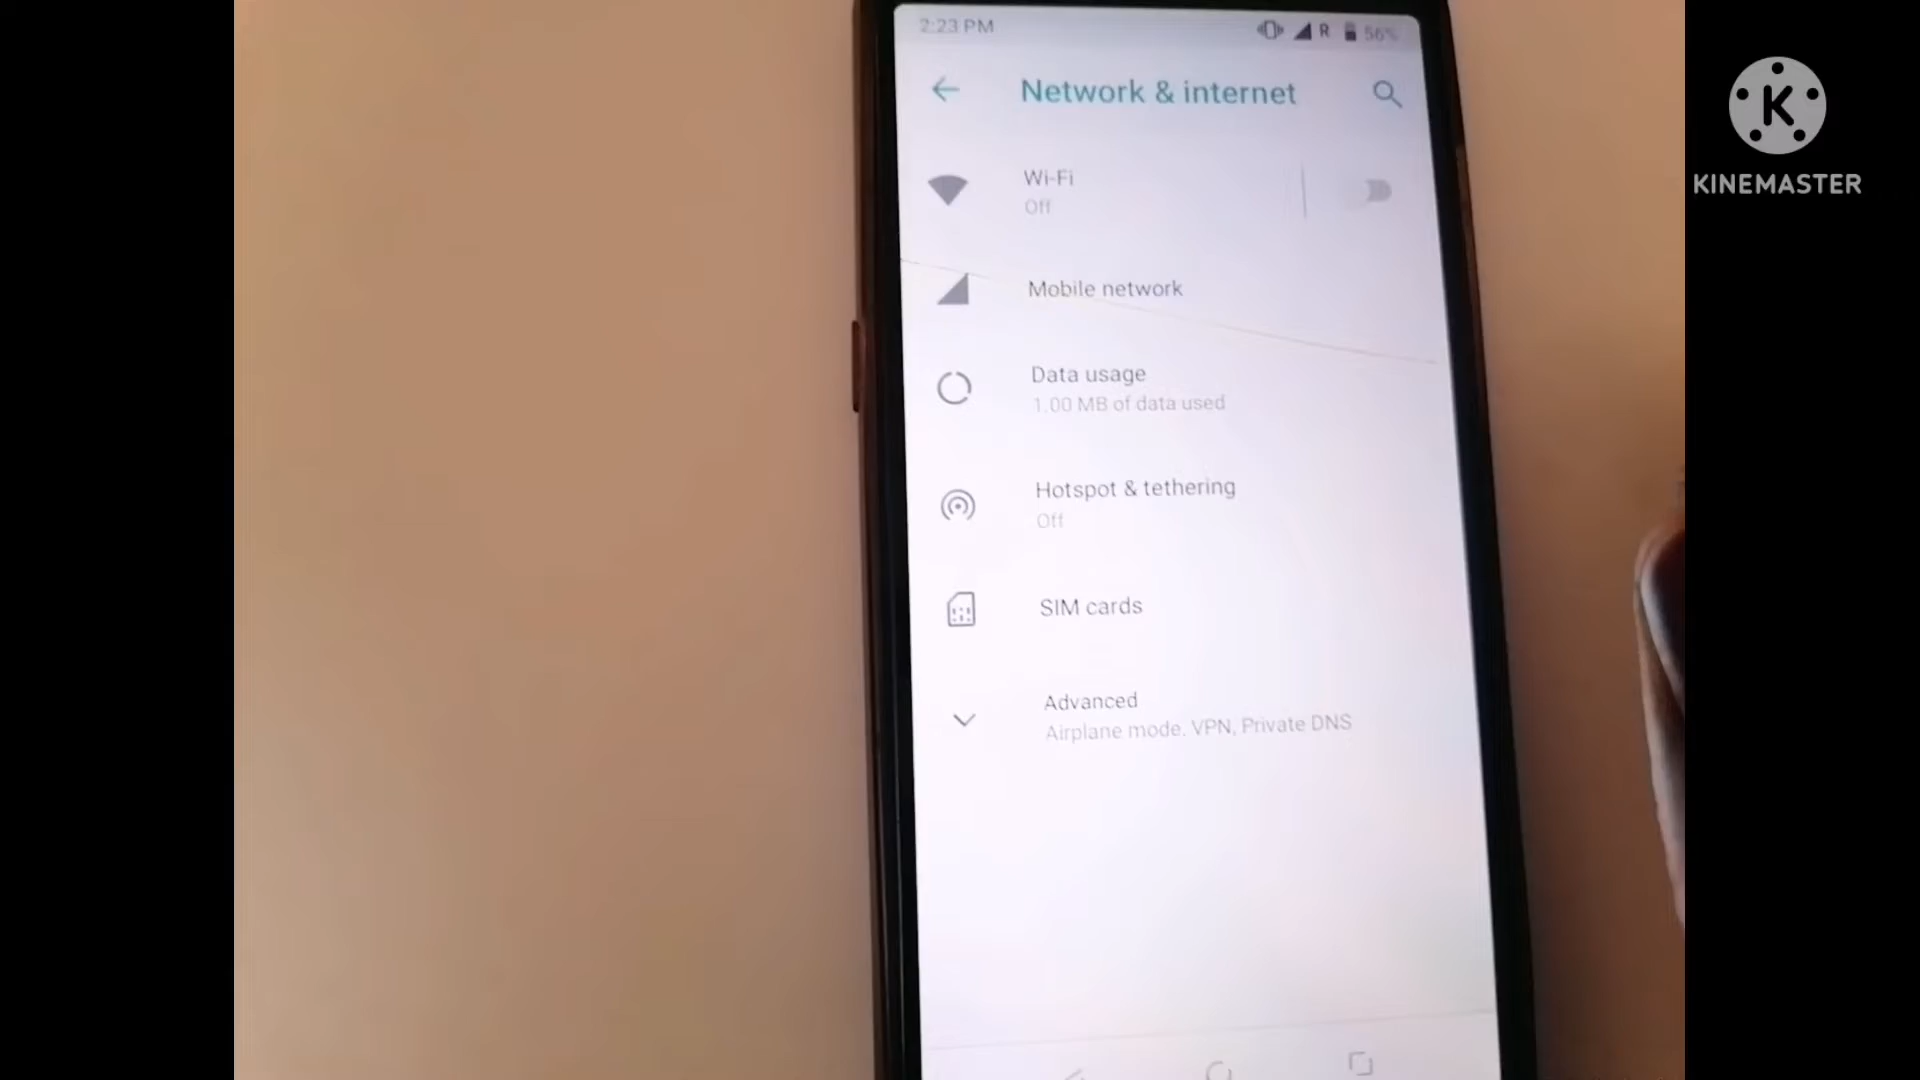 2:23 PM
R 56%
Network & internet
Wi-Fi
Off
Mobile network
Data usage
1.00 MB of data used
Hotspot & tethering
Off
SIM cards
Advanced
Airplane mode, VPN, Private DNS
K
KINEMASTER